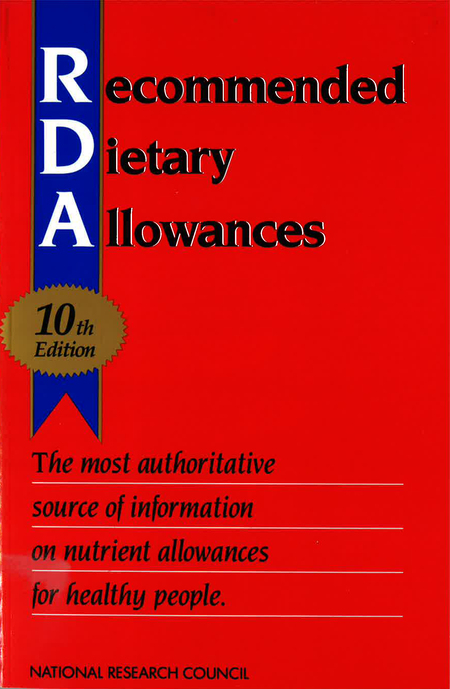 Recommended
Dietary
Allowances
10th
Edition
The most authoritative
source of information
on nutrient allowances
for healthy people.
NATIONAL RESEARCH COUNCIL